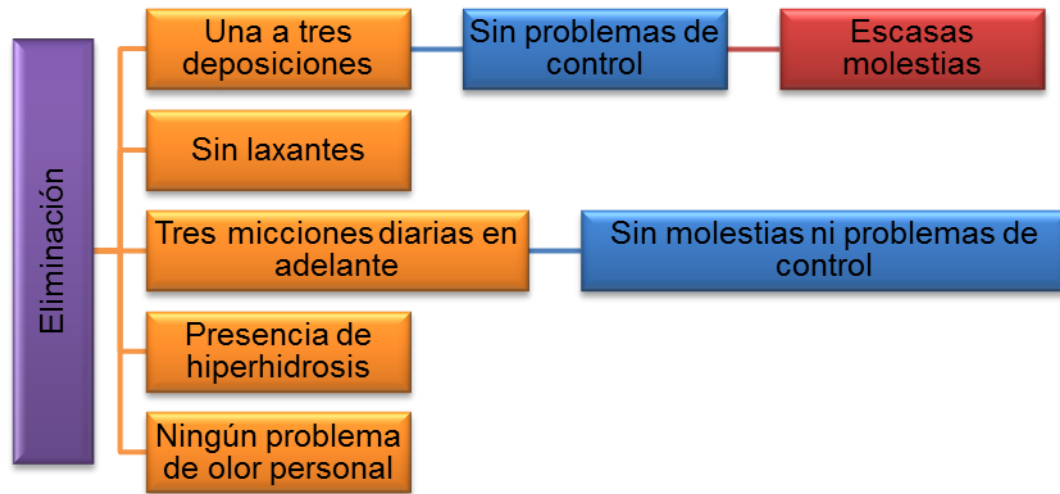 Eliminación
Una a tres
deposiciones
Sin problemas de
control
Escasas
molestias
Sin laxantes
Tres micciones diarias en
adelante
Sin molestias ni problemas de
control
Presencia de
hiperhidrosis
Ningún problema
de olor personal